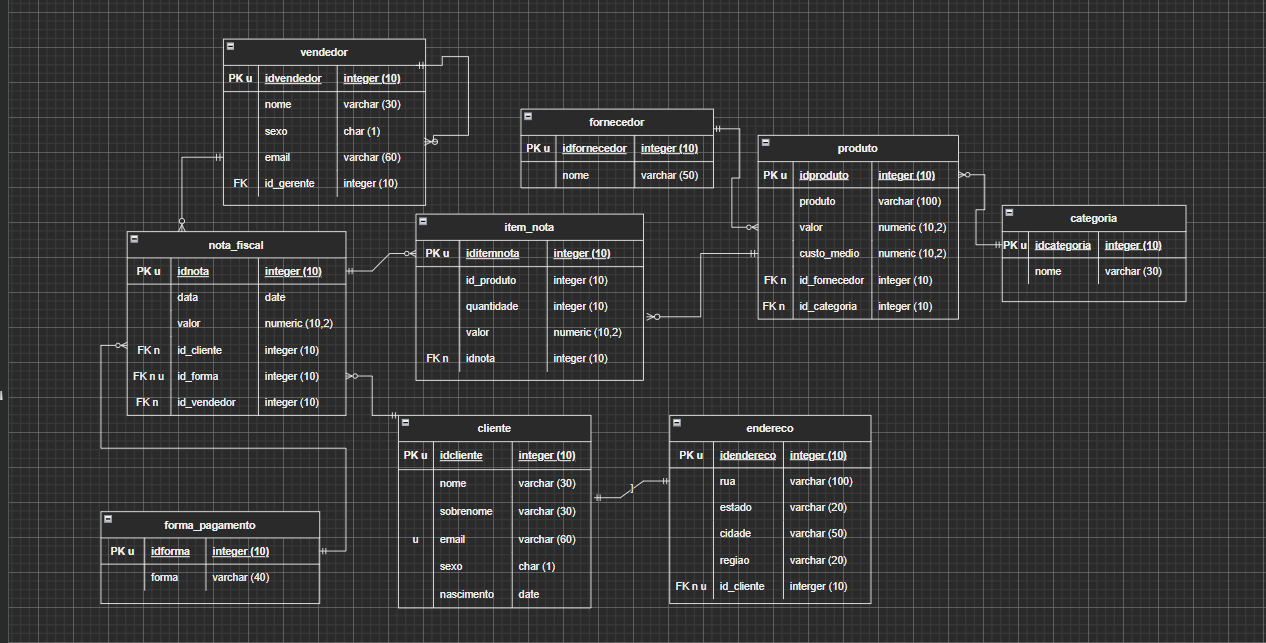 vendedor
PK u idvendedor integer (10)
nome varchar (30)
sexo char (1)
email varchar (60)
FK id_gerente integer (10)
fornecedor
PK u idfornecedor integer (10)
nome varchar (50)
produto
PK u idproduto integer (10)
produto varchar (100)
valor numeric (10,2)
custo_medio numeric (10,2)
FK n id_fornecedor integer (10)
FK n id_categoria integer (10)
categoria
PK u idcategoria integer (10)
nome varchar (30)
nota_fiscal
PK u idnota integer (10)
data date
valor numeric (10,2)
FK n id_cliente integer (10)
FK n u id_forma integer (10)
FK n id_vendedor integer (10)
item_nota
PK u iditemnota integer (10)
id_produto integer (10)
quantidade integer (10)
valor numeric (10,2)
FK n idnota integer (10)
cliente
PK u idcliente integer (10)
nome varchar (30)
sobrenome varchar (30)
u email varchar (60)
sexo char (1)
nascimento date
endereco
PK u idendereco integer (10)
rua varchar (100)
estado varchar (20)
cidade varchar (50)
regiao varchar (20)
FK n u id_cliente interger (10)
]
forma_pagamento
PK u idforma integer (10)
forma varchar (40)